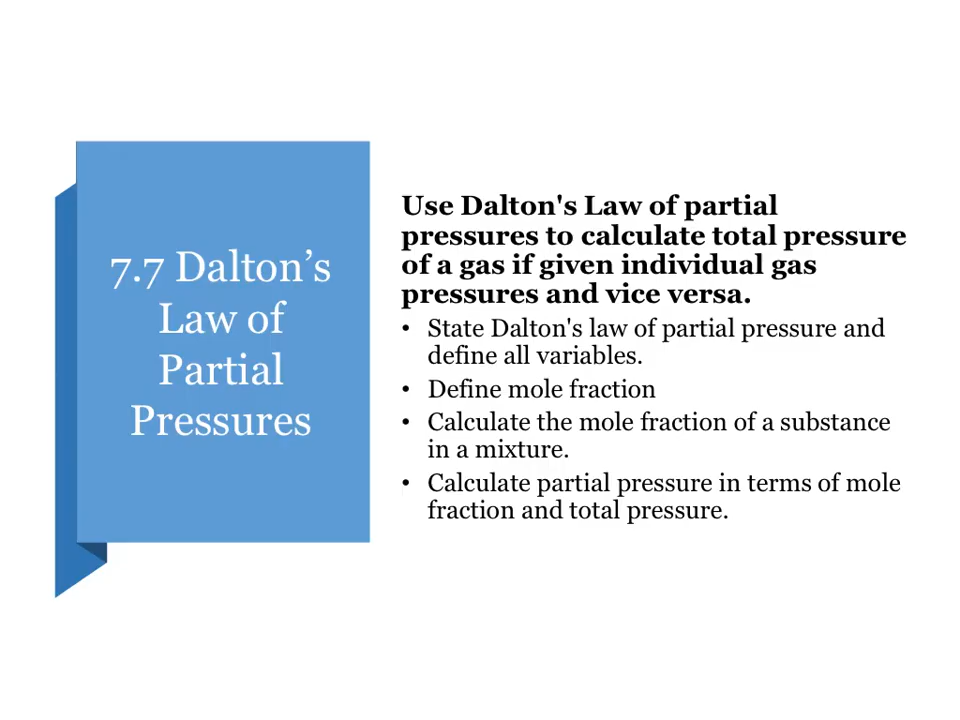 7.7 Dalton’s
Law of
Partial
Pressures
Use Dalton's Law of partial
pressures to calculate total pressure
of a gas if given individual gas
pressures and vice versa.
• State Dalton's law of partial pressure and
define all variables.
• Define mole fraction
• Calculate the mole fraction of a substance
in a mixture.
• Calculate partial pressure in terms of mole
fraction and total pressure.